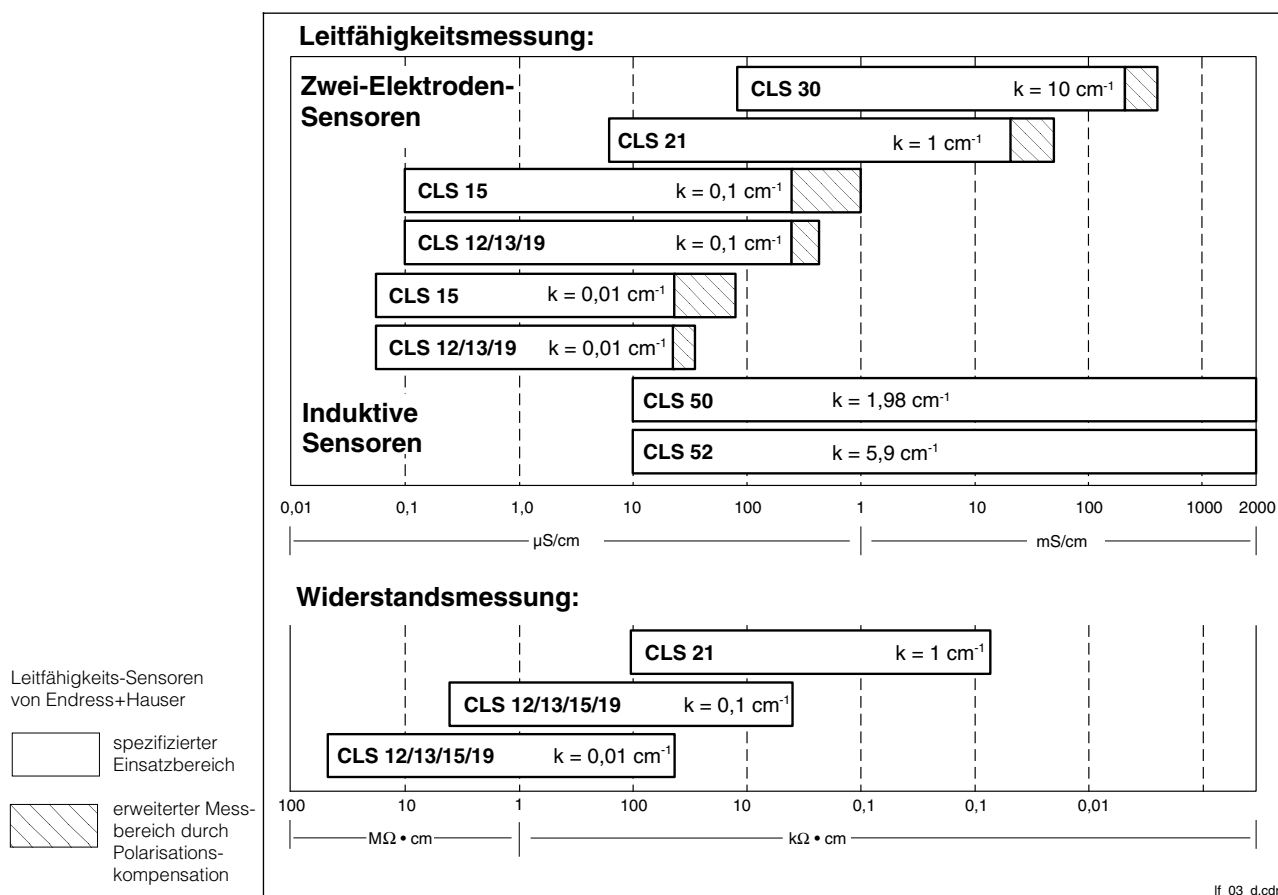 Leitfähigkeitsmessung:
Zwei-Elektroden-
Sensoren
CLS 30 k = 10 cm⁻¹
CLS 21 k = 1 cm⁻¹
CLS 15 k = 0,1 cm⁻¹
CLS 12/13/19 k = 0,1 cm⁻¹
CLS 15 k = 0,01 cm⁻¹
CLS 12/13/19 k = 0,01 cm⁻¹
Induktive
Sensoren
CLS 50 k = 1,98 cm⁻¹
CLS 52 k = 5,9 cm⁻¹
0,01 0,1 1,0 10 100 1 10 100 1000 2000
µS/cm mS/cm
Widerstandsmessung:
CLS 21 k = 1 cm⁻¹
CLS 12/13/15/19 k = 0,1 cm⁻¹
CLS 12/13/15/19 k = 0,01 cm⁻¹
100 10 1 100 10 0,1 0,1 0,01
MΩ • cm kΩ • cm
Leitfähigkeits-Sensoren
von Endress+Hauser
spezifizierter
Einsatzbereich
erweiterter Mess-
bereich durch
Polarisations-
kompensation
lf_03_d.cdr